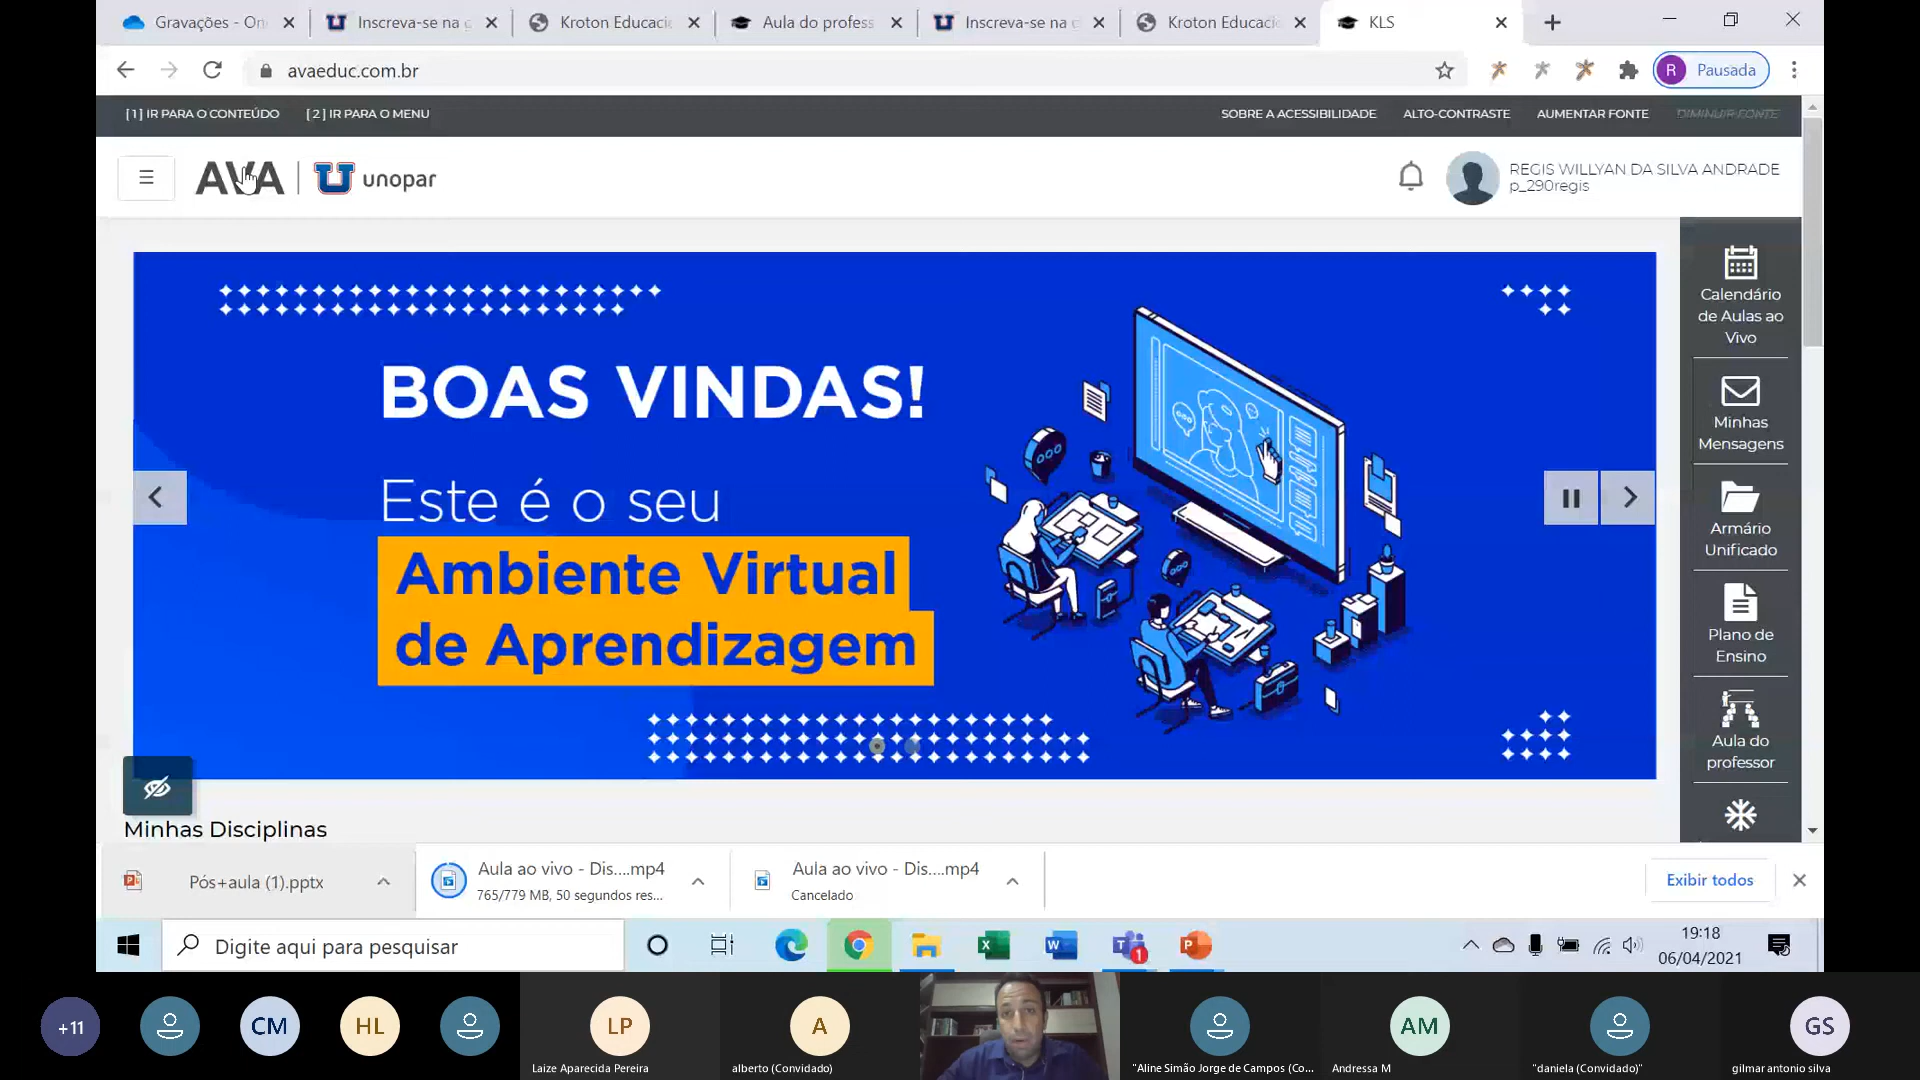 Gravações - On
Inscreva-se na g
Kroton Educaci
Aula do profess
Inscreva-se na g
Kroton Educaci
KLS
avaeduc.com.br
R
Pausada
[ 1 ] IR PARA O CONTEÚDO
[ 2 ] IR PARA O MENU
SOBRE A ACESSIBILIDADE
ALTO-CONTRASTE
AUMENTAR FONTE
DIMINUIR FONTE
AVA
unopar
REGIS WILLYAN DA SILVA ANDRADE
p_290regis
BOAS VINDAS!
Este é o seu
Ambiente Virtual
de Aprendizagem
Calendário
de Aulas ao
Vivo
Minhas
Mensagens
Armário
Unificado
Plano de
Ensino
Aula do
professor
Minhas Disciplinas
Pós+aula (1).pptx
Aula ao vivo - Dis....mp4
765/779 MB, 50 segundos res...
Aula ao vivo - Dis....mp4
Cancelado
Exibir todos
Digite aqui para pesquisar
1
19:18
06/04/2021
+11
CM
HL
LP
Laize Aparecida Pereira
A
alberto (Convidado)
"Aline Simão Jorge de Campos (Co...
AM
Andressa M
"daniela (Convidado)"
GS
gilmar antonio silva